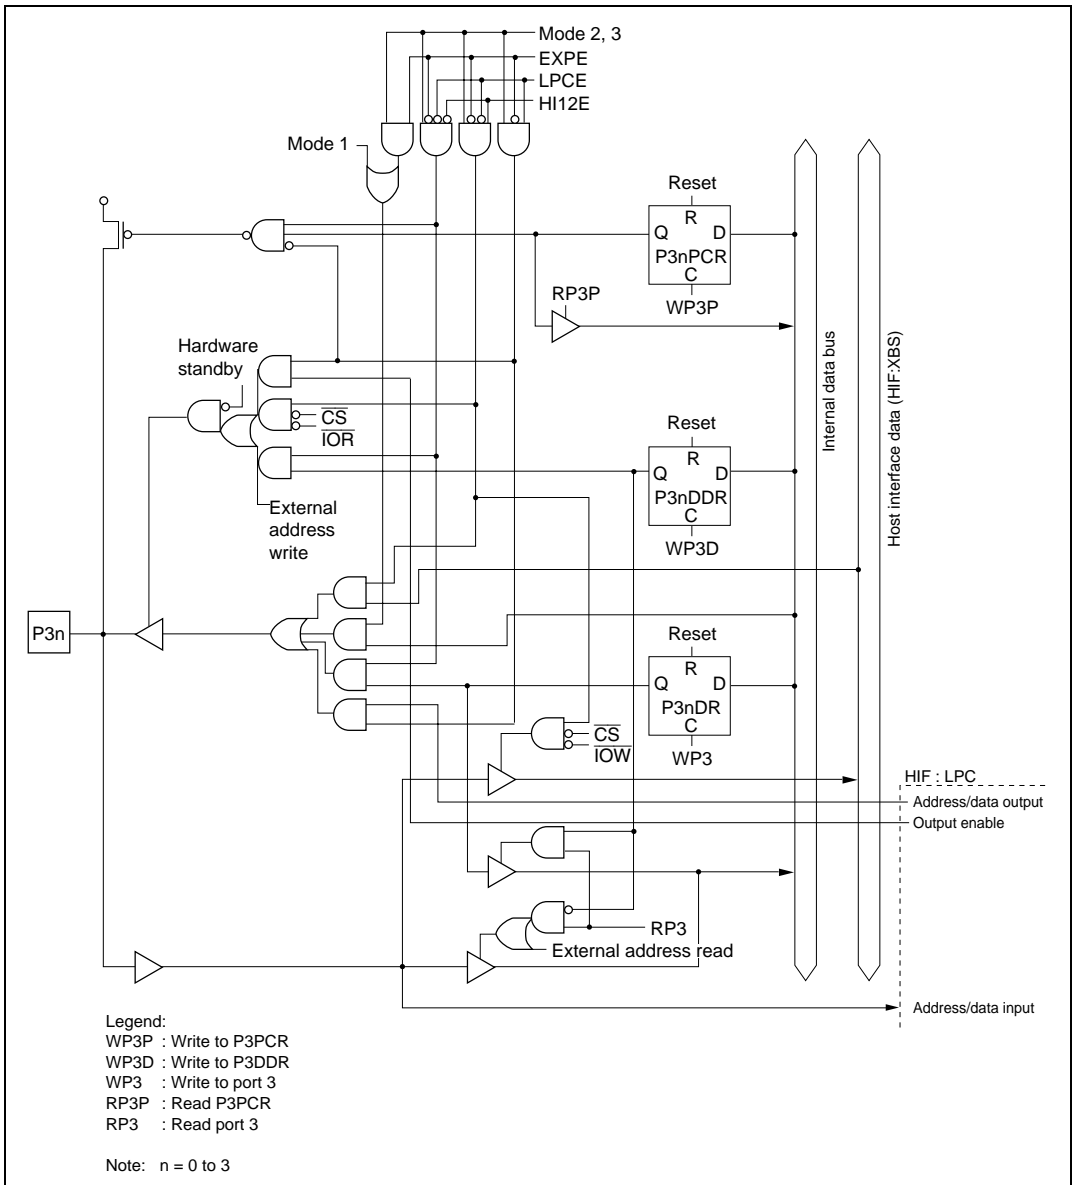 Mode 2, 3
EXPE
LPCE
HI12E
Mode 1
Reset
R
Q D
P3nPCR
C
WP3P
RP3P
Hardware
standby
CS
IOR
External
address
write
Reset
R
Q D
P3nDDR
C
WP3D
Internal data bus
Host interface data (HIF:XBS)
P3n
Reset
R
Q D
P3nDR
C
WP3
CS
IOW
HIF : LPC
Address/data output
Output enable
RP3
External address read
Address/data input
Legend:
WP3P : Write to P3PCR
WP3D : Write to P3DDR
WP3 : Write to port 3
RP3P : Read P3PCR
RP3 : Read port 3
Note: n = 0 to 3